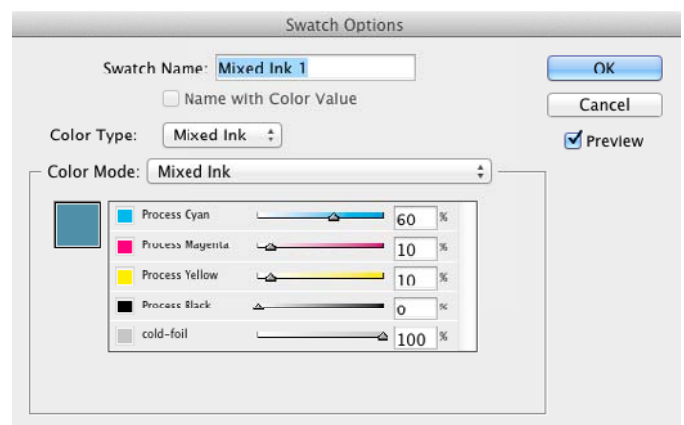 Swatch Options
Swatch Name: Mixed Ink 1
OK
Name with Color Value
Cancel
Color Type: Mixed Ink
Preview
Color Mode: Mixed Ink
Process Cyan 60 %
Process Magenta 10 %
Process Yellow 10 %
Process Black 0 %
cold-foil 100 %